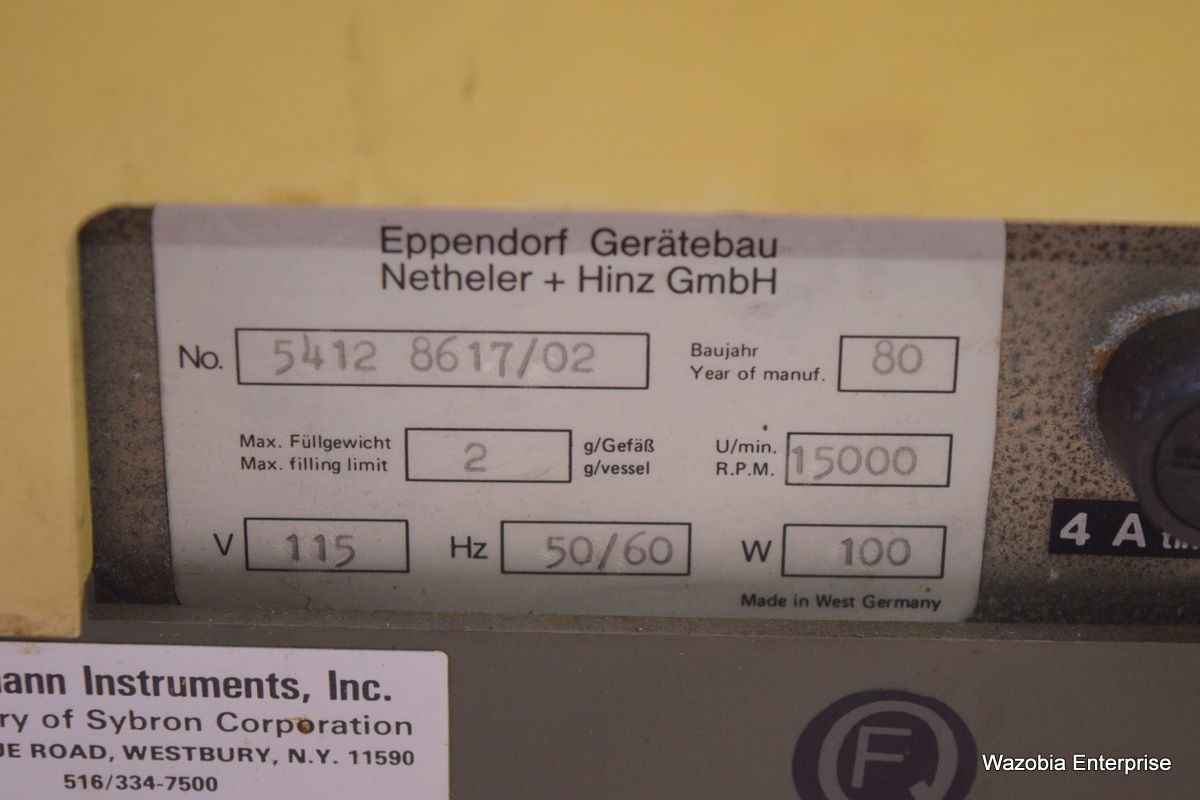 Eppendorf Gerätebau
Netheler + Hinz GmbH
No. 5412 8617/02
Baujahr
Year of manuf. 80
Max. Füllgewicht
Max. filling limit 2
g/Gefäß
g/vessel
U/min.
R.P.M. 15000
V 115 Hz 50/60 W 100
Made in West Germany
4 A
Instruments, Inc.
of Sybron Corporation
ROAD, WESTBURY, N.Y. 11590
516/334-7500
F
Wazobia Enterprise